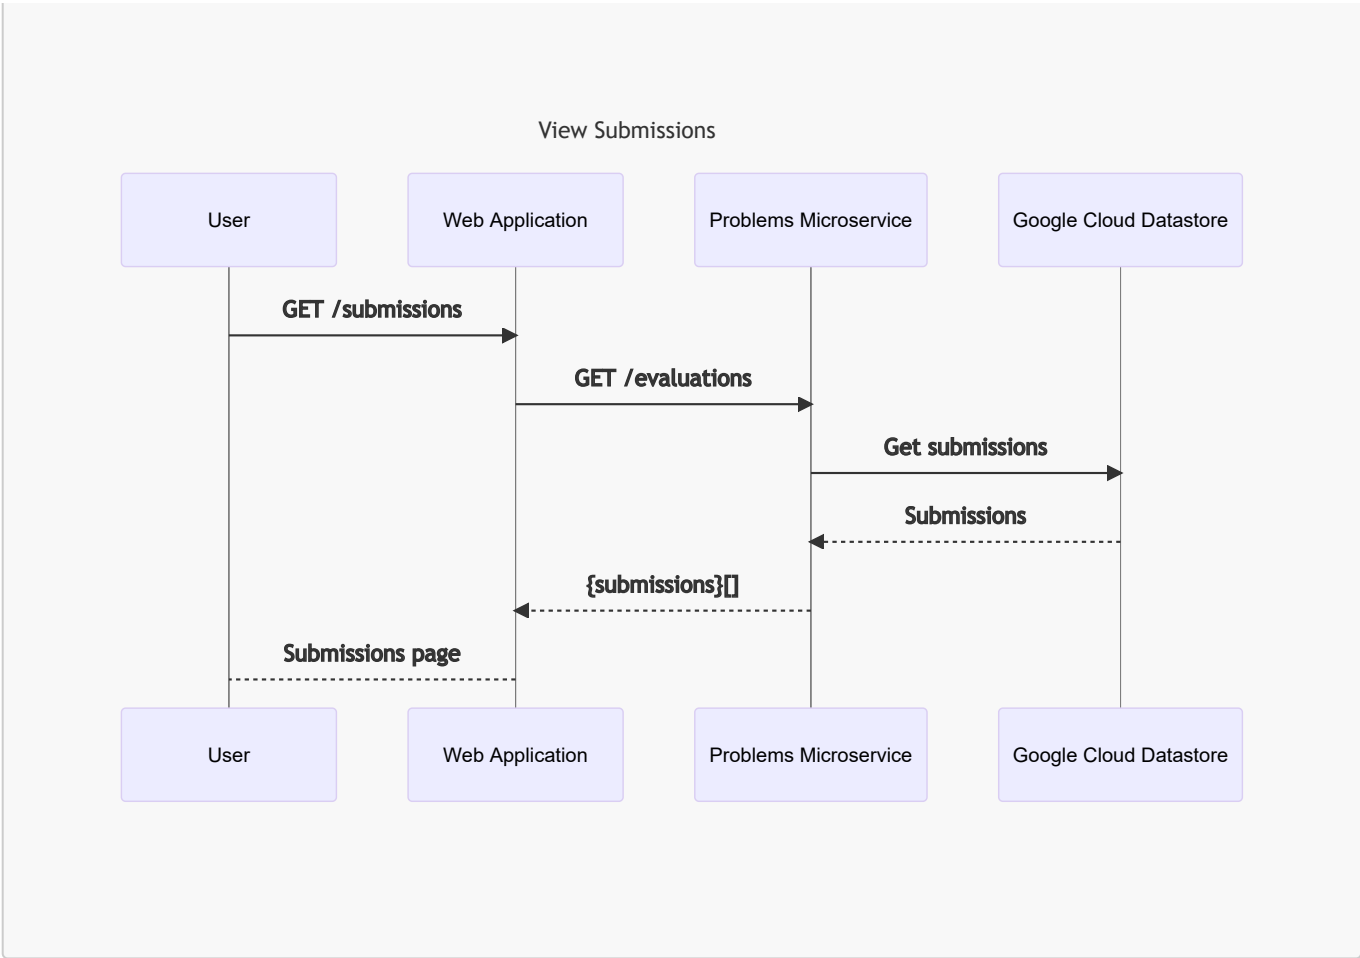 View Submissions
User
Web Application
Problems Microservice
Google Cloud Datastore
GET /submissions
GET /evaluations
Get submissions
Submissions
{submissions}[]
Submissions page
User
Web Application
Problems Microservice
Google Cloud Datastore